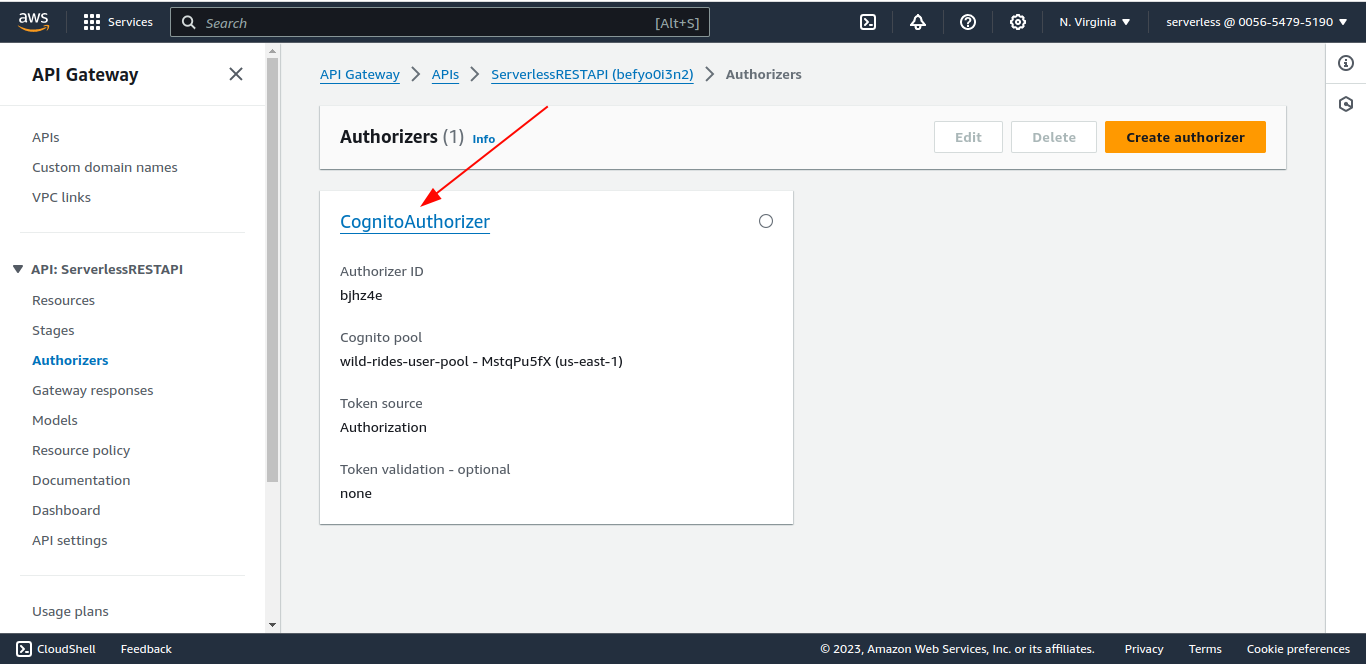 aws
Services
Search
[Alt+S]
N. Virginia
serverless @ 0056-5479-5190
API Gateway
APIs
Custom domain names
VPC links
API: ServerlessRESTAPI
Resources
Stages
Authorizers
Gateway responses
Models
Resource policy
Documentation
Dashboard
API settings
Usage plans
API Gateway > APIs > ServerlessRESTAPI (befyo0i3n2) > Authorizers
Authorizers (1) Info
Edit
Delete
Create authorizer
CognitoAuthorizer
Authorizer ID
bjhz4e
Cognito pool
wild-rides-user-pool - MstqPu5fX (us-east-1)
Token source
Authorization
Token validation - optional
none
CloudShell
Feedback
© 2023, Amazon Web Services, Inc. or its affiliates.
Privacy
Terms
Cookie preferences